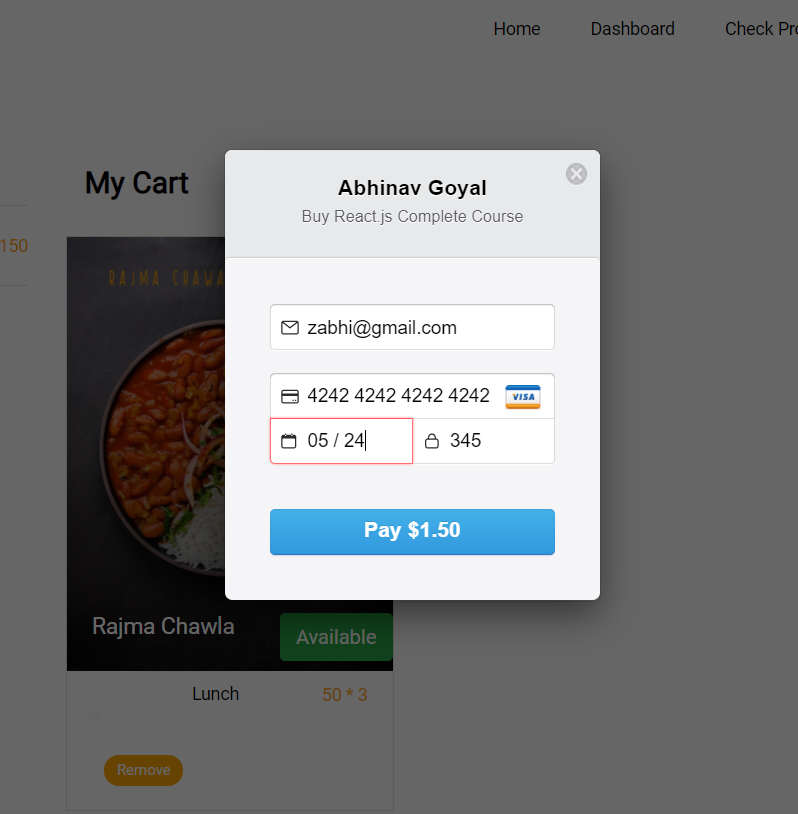 Home Dashboard Check Pro
My Cart
150
Abhinav Goyal
Buy React.js Complete Course
RAJMA CHAWA
zabhi@gmail.com
4242 4242 4242 4242 VISA
05 / 24 345
Pay $1.50
Rajma Chawla
Available
Lunch 50 * 3
Remove